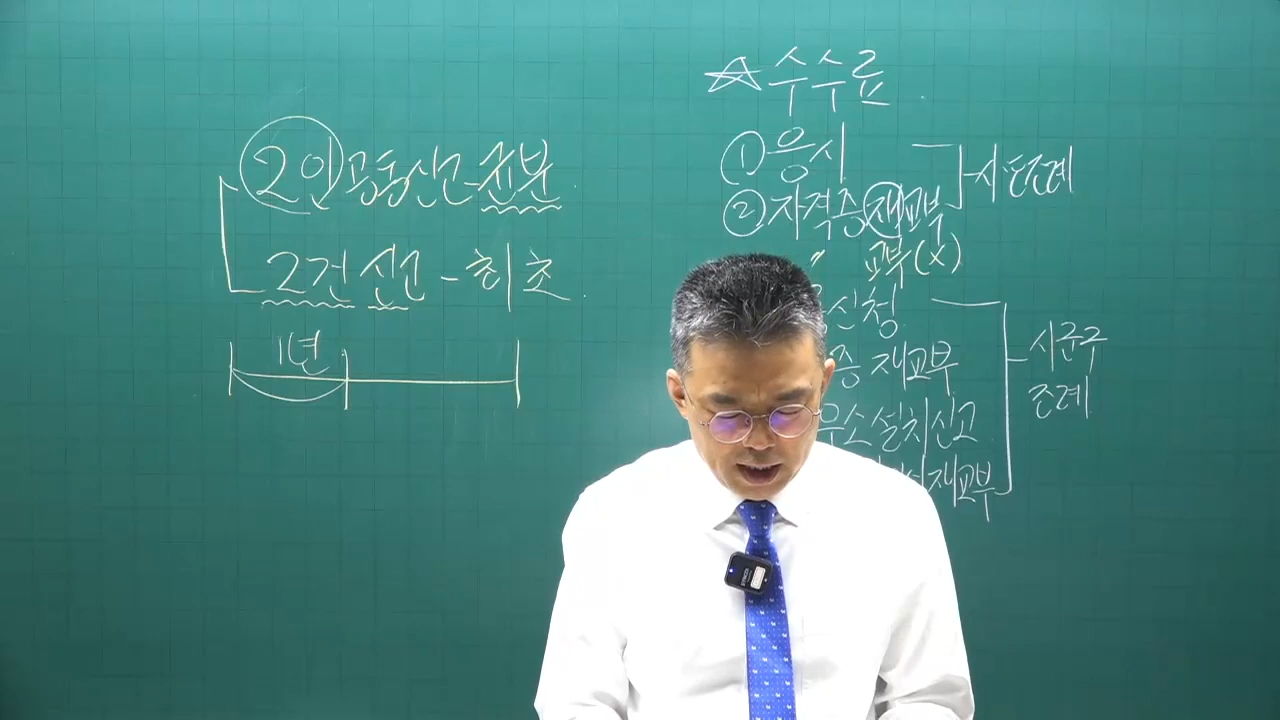 2인 공동신고-균분
2건 신고-최초
1년
☆수수료
①응시
②자격증재교부
〃 교부(x)
시·도조례
신청
증 재교부
무소설치신고
재교부
시군구
조례